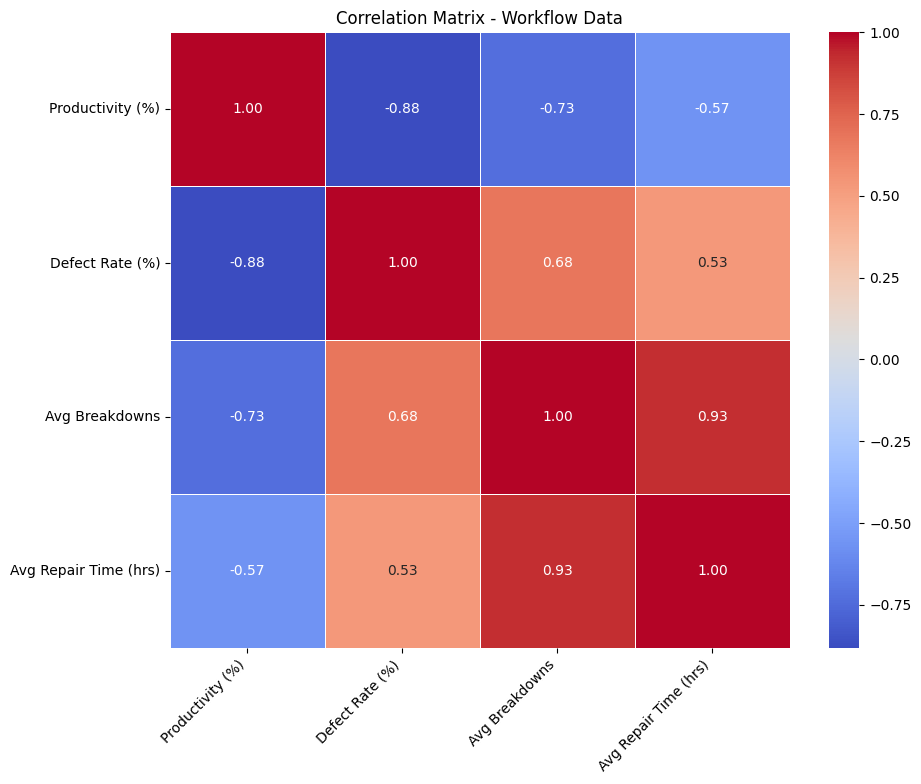 Correlation Matrix - Workflow Data
Productivity (%) 1.00 -0.88 -0.73 -0.57
Defect Rate (%) -0.88 1.00 0.68 0.53
Avg Breakdowns -0.73 0.68 1.00 0.93
Avg Repair Time (hrs) -0.57 0.53 0.93 1.00
Productivity (%)
Defect Rate (%)
Avg Breakdowns
Avg Repair Time (hrs)
1.00
0.75
0.50
0.25
0.00
−0.25
−0.50
−0.75